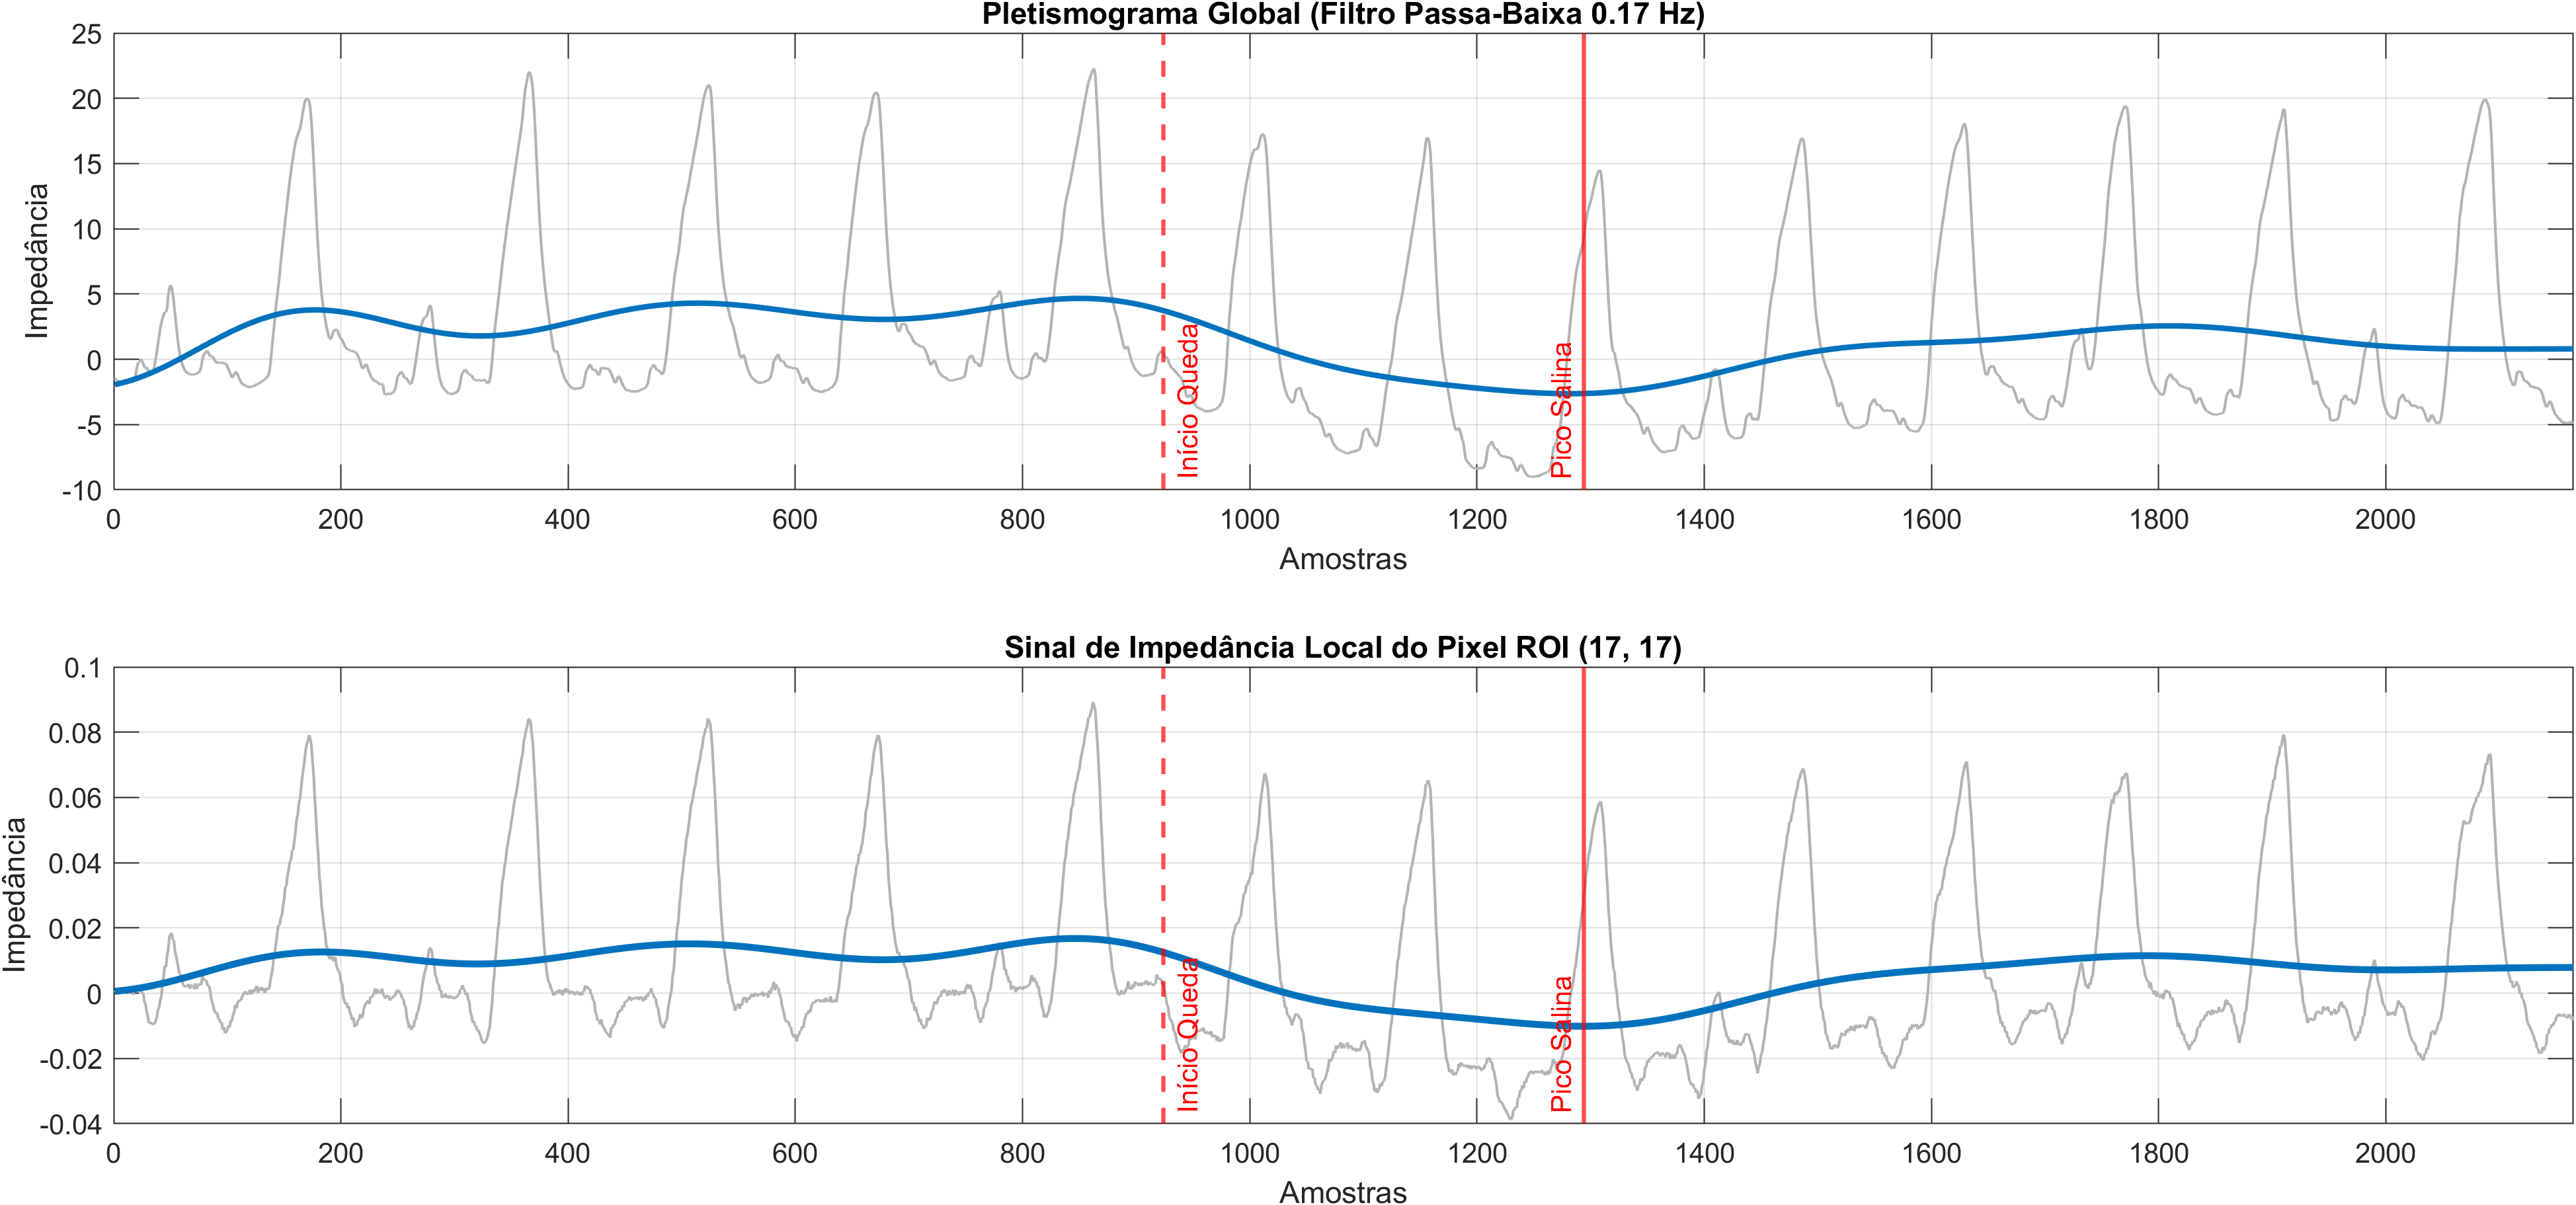 Pletismograma Global (Filtro Passa-Baixa 0.17 Hz)
25
20
15
10
5
0
-5
-10
Impedância
Início Queda
Pico Salina
0 200 400 600 800 1000 1200 1400 1600 1800 2000
Amostras
Sinal de Impedância Local do Pixel ROI (17, 17)
0.1
0.08
0.06
0.04
0.02
0
-0.02
-0.04
Impedância
Início Queda
Pico Salina
0 200 400 600 800 1000 1200 1400 1600 1800 2000
Amostras